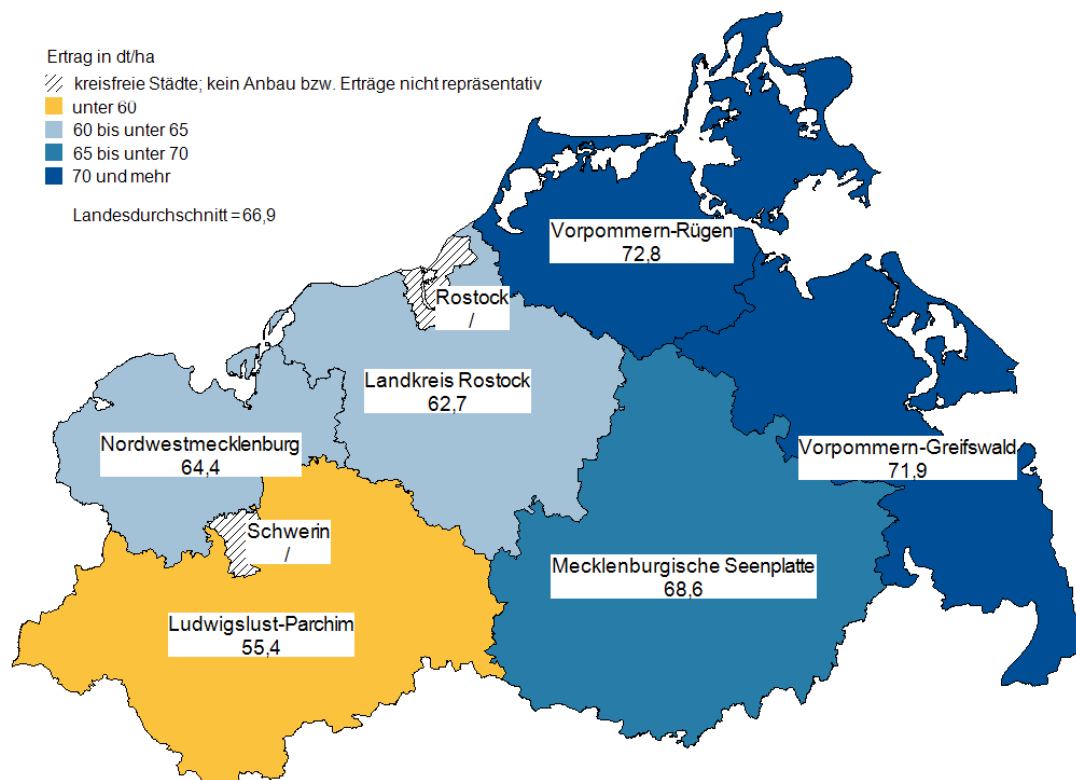 Ertrag in dt/ha
kreisfreie Städte; kein Anbau bzw. Erträge nicht repräsentativ
unter 60
60 bis unter 65
65 bis unter 70
70 und mehr
Landesdurchschnitt = 66,9
Vorpommern-Rügen
72,8
Rostock
/
Landkreis Rostock
62,7
Nordwestmecklenburg
64,4
Vorpommern-Greifswald
71,9
Schwerin
/
Mecklenburgische Seenplatte
68,6
Ludwigslust-Parchim
55,4